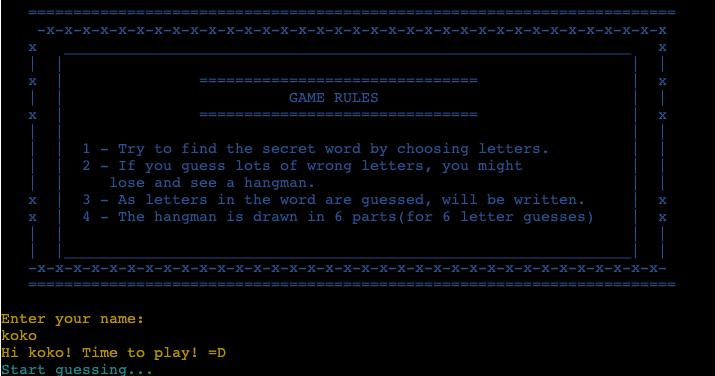 ========================================================================
-x-x-x-x-x-x-x-x-x-x-x-x-x-x-x-x-x-x-x-x-x-x-x-x-x-x-x-x-x-x-x-x-x-x-x
x _______________________________________________________________ x
| | | |
x | =============================== | x
| | GAME RULES | |
x | =============================== | x
| | | |
| | 1 - Try to find the secret word by choosing letters. | |
| | 2 - If you guess lots of wrong letters, you might | |
| | lose and see a hangman. | |
x | 3 - As letters in the word are guessed, will be written. | x
x | 4 - The hangman is drawn in 6 parts(for 6 letter guesses) | x
| | | |
| |_______________________________________________________________| |
-x-x-x-x-x-x-x-x-x-x-x-x-x-x-x-x-x-x-x-x-x-x-x-x-x-x-x-x-x-x-x-x-x-x-x-
========================================================================
Enter your name:
koko
Hi koko! Time to play! =D
Start guessing...